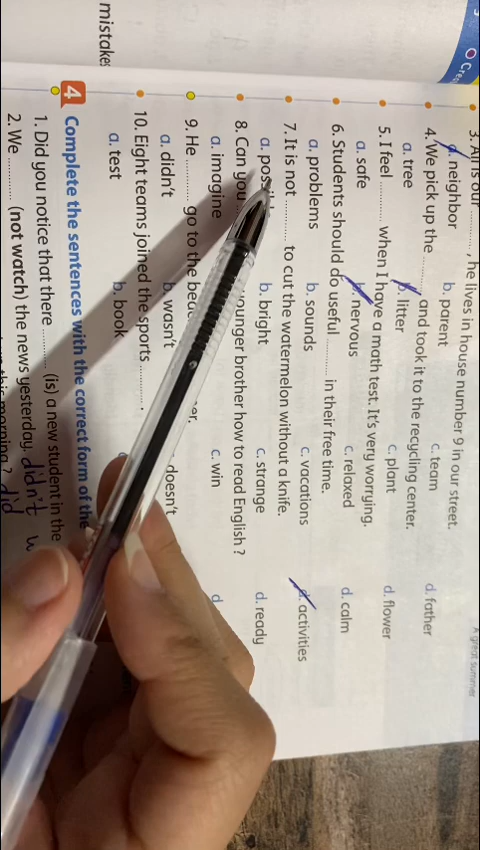 A great summer
3. All is our ........, he lives in house number 9 in our street.
a. neighbor b. parent c. team d. father
4. We pick up the ........ and took it to the recycling center.
a. tree b. litter c. plant d. flower
5. I feel ........ when I have a math test. It's very worrying.
a. safe b. nervous c. relaxed d. calm
6. Students should do useful ........ in their free time.
a. problems b. sounds c. vacations d. activities
7. It is not ........ to cut the watermelon without a knife.
a. b. bright c. strange d. ready
8. Can you younger brother how to read English ?
a. imagine c. win d.
9. He ........ go to the
a. didn't b. wasn't doesn't
10. Eight teams joined the sports ........ .
a. test b. book
mistake
4 Complete the sentences with the correct form of the
1. Did you notice that there ........ (is) a new student in the
2. We ........ (not watch) the news yesterday. didn't
did